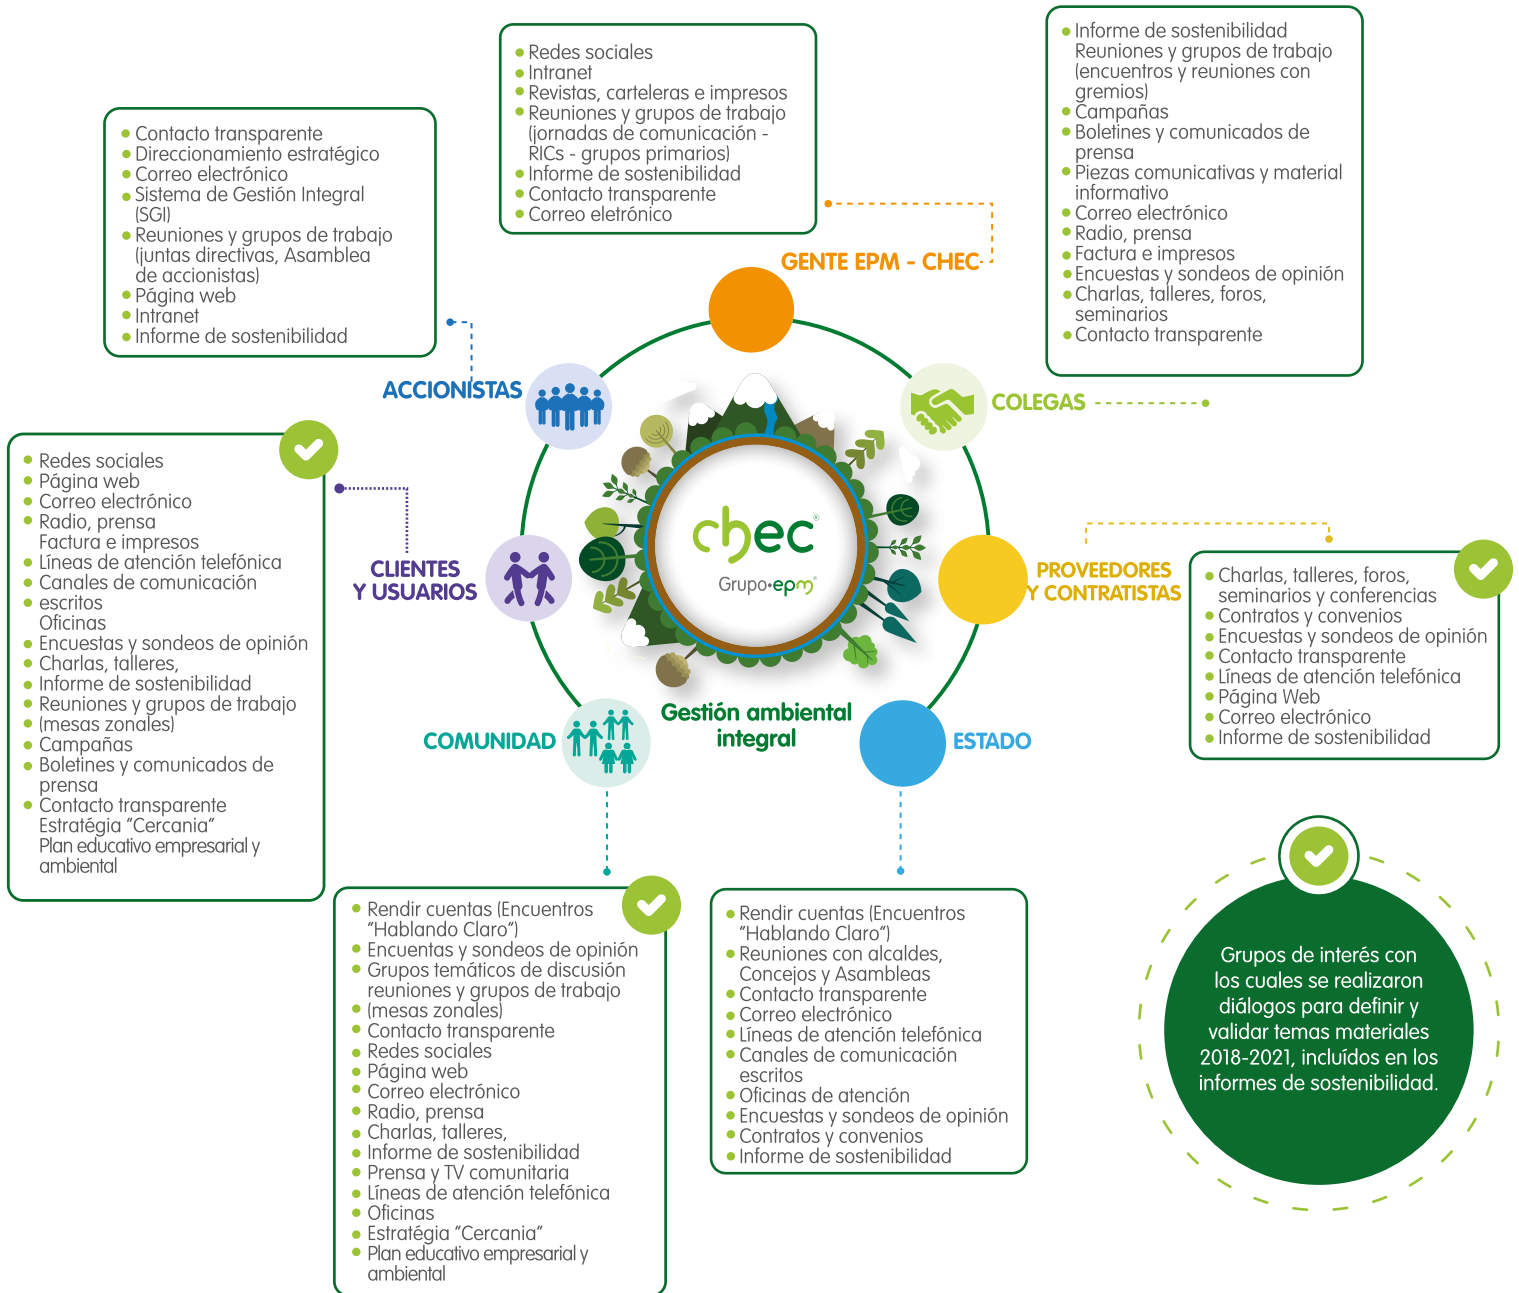 Redes sociales
Intranet
Revistas, carteleras e impresos
Reuniones y grupos de trabajo
(jornadas de comunicación -
RICs - grupos primarios)
Informe de sostenibilidad
Contacto transparente
Correo eletrónico
GENTE EPM - CHEC
Informe de sostenibilidad
Reuniones y grupos de trabajo
(encuentros y reuniones con
gremios)
Campañas
Boletines y comunicados de
prensa
Piezas comunicativas y material
informativo
Correo electrónico
Radio, prensa
Factura e impresos
Encuestas y sondeos de opinión
Charlas, talleres, foros,
seminarios
Contacto transparente
COLEGAS
Contacto transparente
Direccionamiento estratégico
Correo electrónico
Sistema de Gestión Integral
(SGI)
Reuniones y grupos de trabajo
(juntas directivas, Asamblea
de accionistas)
Página web
Intranet
Informe de sostenibilidad
ACCIONISTAS
Redes sociales
Página web
Correo electrónico
Radio, prensa
Factura e impresos
Líneas de atención telefónica
Canales de comunicación
escritos
Oficinas
Encuestas y sondeos de opinión
Charlas, talleres,
Informe de sostenibilidad
Reuniones y grupos de trabajo
(mesas zonales)
Campañas
Boletines y comunicados de
prensa
Contacto transparente
Estratégia "Cercania"
Plan educativo empresarial y
ambiental
CLIENTES
Y USUARIOS
chec®
Grupo•epm®
Gestión ambiental
integral
PROVEEDORES
Y CONTRATISTAS
Charlas, talleres, foros,
seminarios y conferencias
Contratos y convenios
Encuestas y sondeos de opinión
Contacto transparente
Líneas de atención telefónica
Página Web
Correo electrónico
Informe de sostenibilidad
COMUNIDAD
Rendir cuentas (Encuentros
"Hablando Claro")
Encuentas y sondeos de opinión
Grupos temáticos de discusión
reuniones y grupos de trabajo
(mesas zonales)
Contacto transparente
Redes sociales
Página web
Correo electrónico
Radio, prensa
Charlas, talleres,
Informe de sostenibilidad
Prensa y TV comunitaria
Líneas de atención telefónica
Oficinas
Estratégia "Cercania"
Plan educativo empresarial y
ambiental
ESTADO
Rendir cuentas (Encuentros
"Hablando Claro")
Reuniones con alcaldes,
Concejos y Asambleas
Contacto transparente
Correo electrónico
Líneas de atención telefónica
Canales de comunicación
escritos
Oficinas de atención
Encuestas y sondeos de opinión
Contratos y convenios
Informe de sostenibilidad
Grupos de interés con
los cuales se realizaron
diálogos para definir y
validar temas materiales
2018-2021, incluídos en los
informes de sostenibilidad.